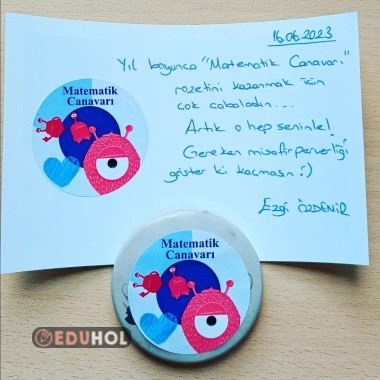 16.06.2023
Yıl boyunca "Matematik Canavarı"
rozetini kazanmak için
çok çabaladın...
Artık o hep seninle!
Gereken misafirperverliği
göster ki kaçmasın :)
Ezgi ÖZDEMİR
Matematik
Canavarı
Matematik
Canavarı
EDUHOL